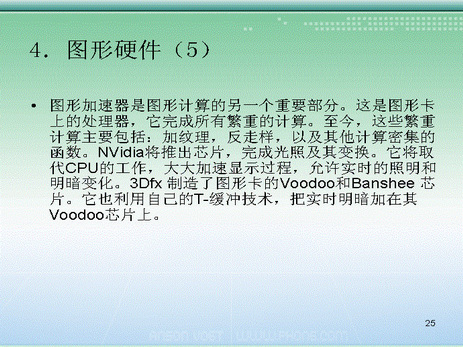 4．图形硬件（5）
• 图形加速器是图形计算的另一个重要部分。这是图形卡
上的处理器，它完成所有繁重的计算。至今，这些繁重
计算主要包括：加纹理，反走样，以及其他计算密集的
函数。NVidia将推出芯片，完成光照及其变换。它将取
代CPU的工作，大大加速显示过程，允许实时的照明和
明暗变化。3Dfx 制造了图形卡的Voodoo和Banshee 芯
片。它也利用自己的T-缓冲技术，把实时明暗加在其
Voodoo芯片上。
25